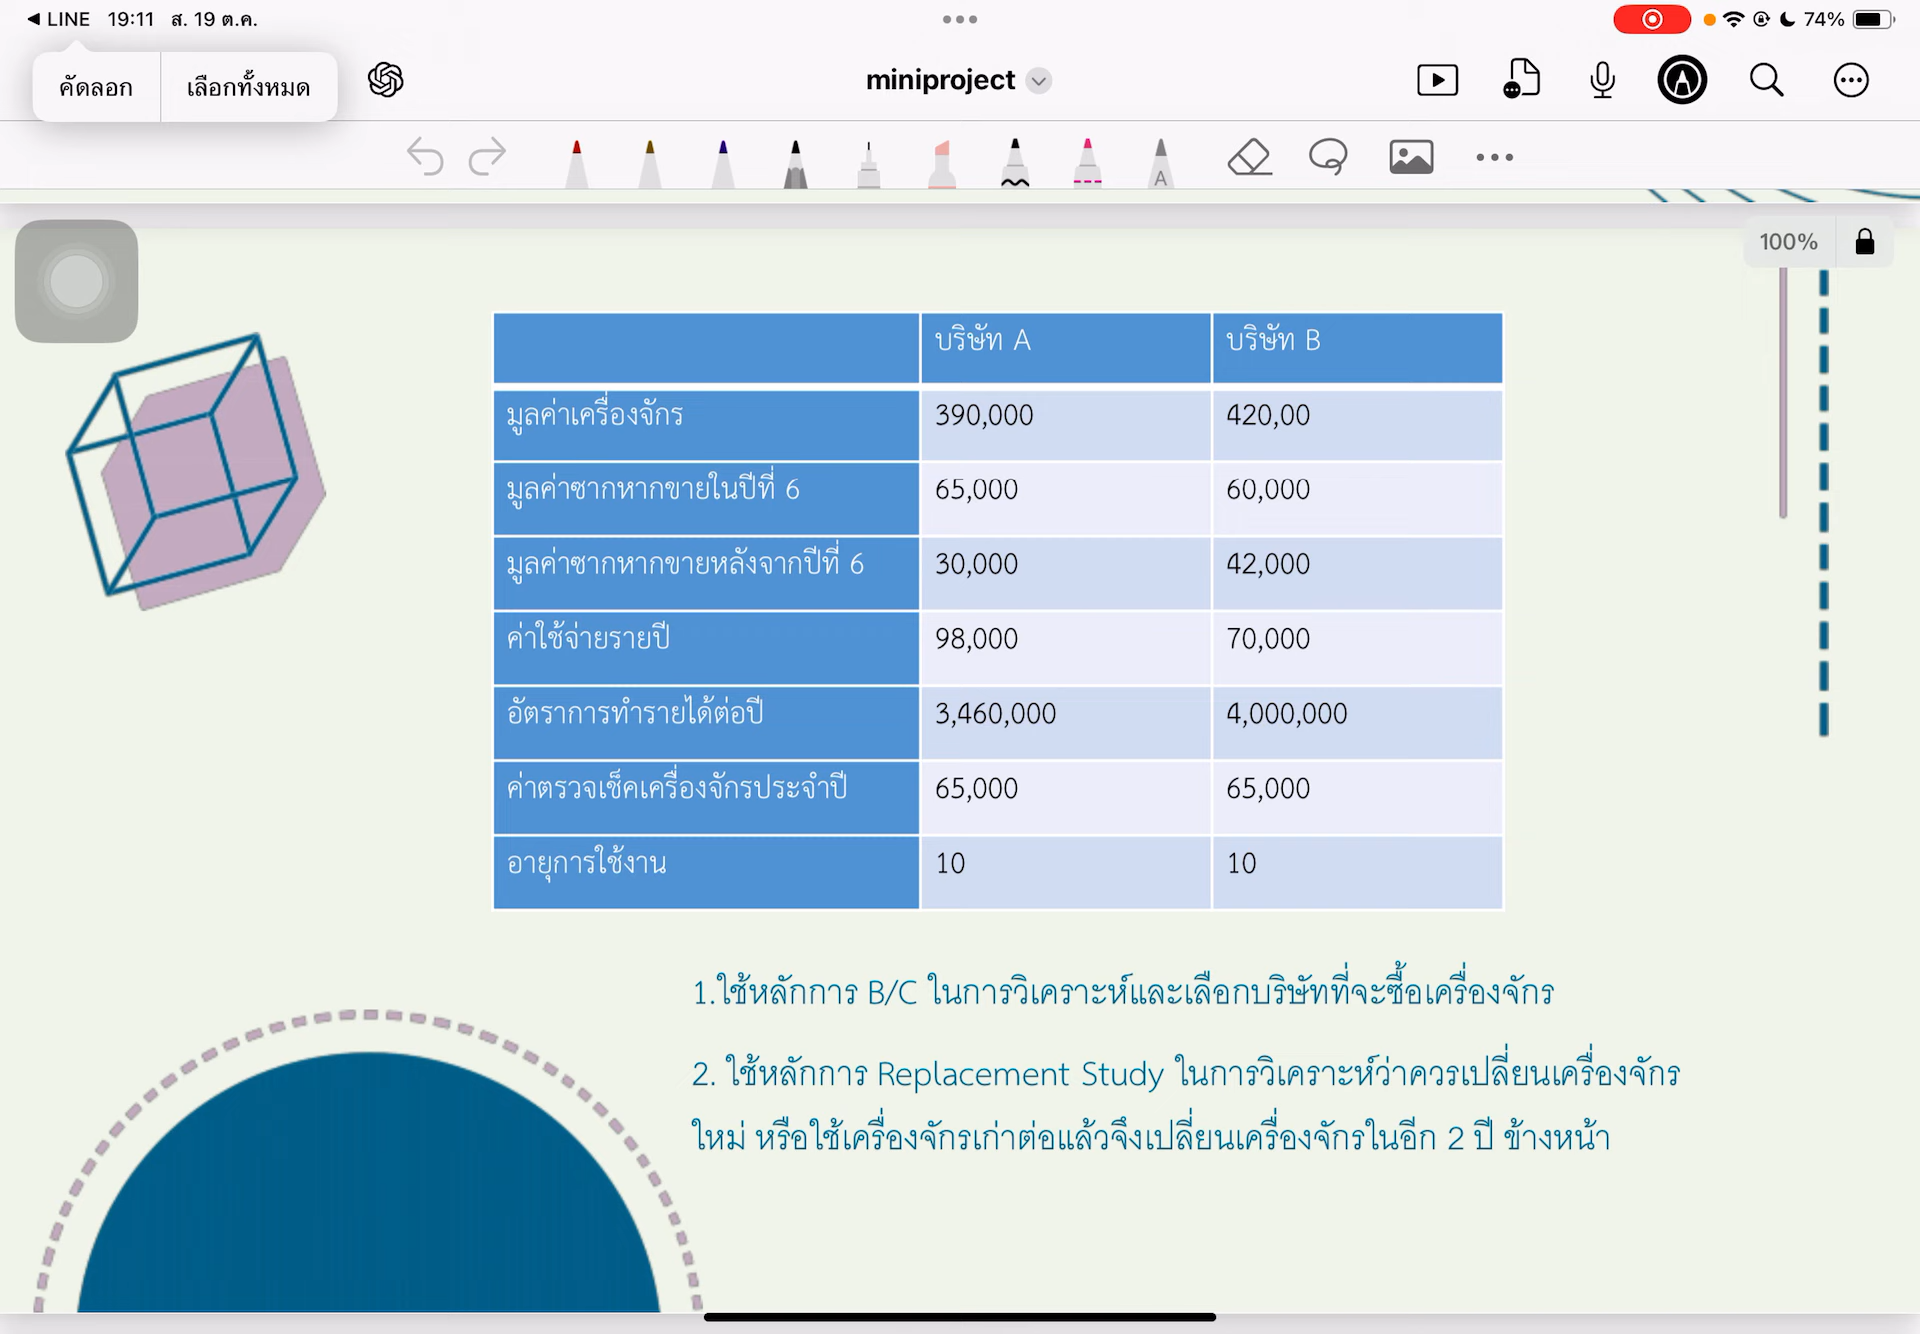 ◀ LINE 19:11 ส. 19 ต.ค. 74%
คัดลอก เลือกทั้งหมด miniproject
A
100%
บริษัท A บริษัท B
มูลค่าเครื่องจักร 390,000 420,00
มูลค่าซากหากขายในปีที่ 6 65,000 60,000
มูลค่าซากหากขายหลังจากปีที่ 6 30,000 42,000
ค่าใช้จ่ายรายปี 98,000 70,000
อัตราการทำรายได้ต่อปี 3,460,000 4,000,000
ค่าตรวจเช็คเครื่องจักรประจำปี 65,000 65,000
อายุการใช้งาน 10 10
1.ใช้หลักการ B/C ในการวิเคราะห์และเลือกบริษัทที่จะซื้อเครื่องจักร
2. ใช้หลักการ Replacement Study ในการวิเคราะห์ว่าควรเปลี่ยนเครื่องจักร
ใหม่ หรือใช้เครื่องจักรเก่าต่อแล้วจึงเปลี่ยนเครื่องจักรในอีก 2 ปี ข้างหน้า